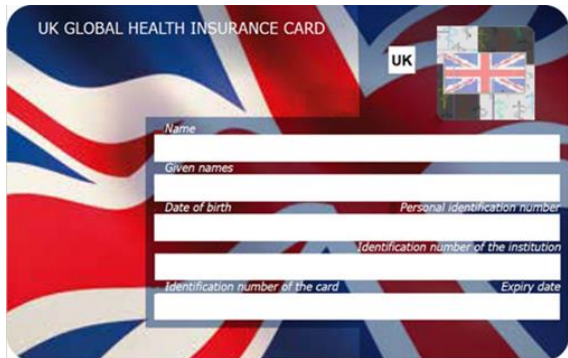 UK GLOBAL HEALTH INSURANCE CARD
UK
Name
Given names
Date of birth Personal identification number
Identification number of the institution
Identification number of the card Expiry date